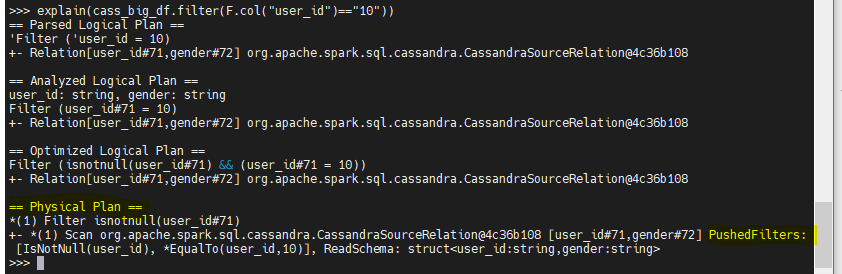 >>> explain(cass_big_df.filter(F.col("user_id")=="10"))
== Parsed Logical Plan ==
'Filter ('user_id = 10)
+- Relation[user_id#71,gender#72] org.apache.spark.sql.cassandra.CassandraSourceRelation@4c36b108

== Analyzed Logical Plan ==
user_id: string, gender: string
Filter (user_id#71 = 10)
+- Relation[user_id#71,gender#72] org.apache.spark.sql.cassandra.CassandraSourceRelation@4c36b108

== Optimized Logical Plan ==
Filter (isnotnull(user_id#71) && (user_id#71 = 10))
+- Relation[user_id#71,gender#72] org.apache.spark.sql.cassandra.CassandraSourceRelation@4c36b108

== Physical Plan ==
*(1) Filter isnotnull(user_id#71)
+- *(1) Scan org.apache.spark.sql.cassandra.CassandraSourceRelation@4c36b108 [user_id#71,gender#72] PushedFilters:
 [IsNotNull(user_id), *EqualTo(user_id,10)], ReadSchema: struct<user_id:string,gender:string>
>>>